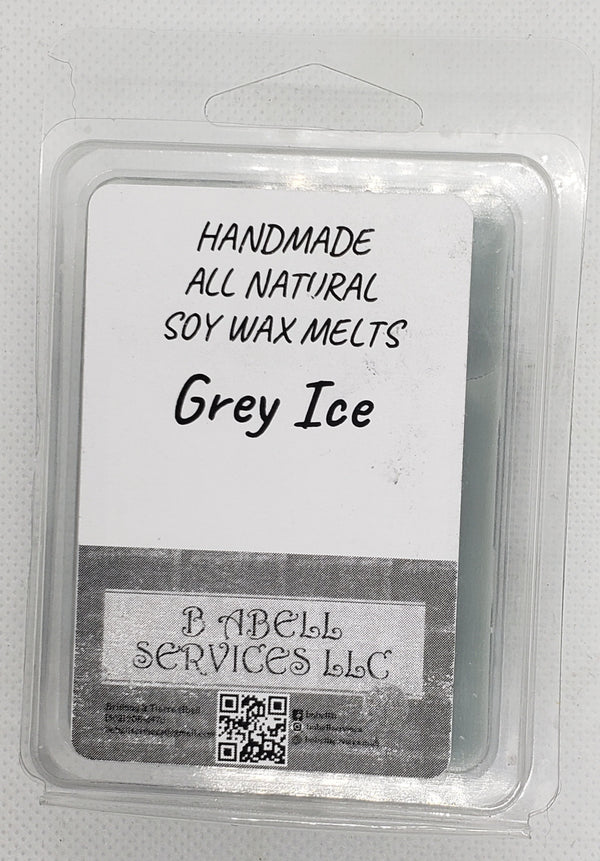 HANDMADE
ALL NATURAL
SOY WAX MELTS
Grey Ice
B ABELL
SERVICES LLC